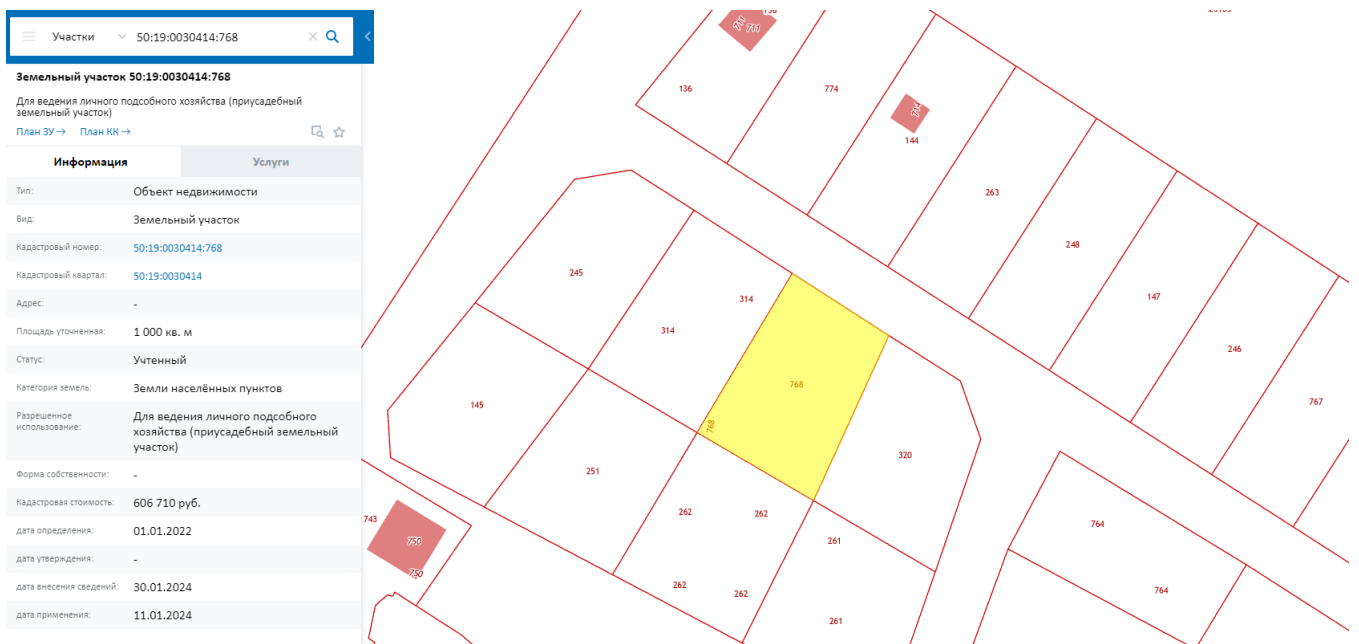 Участки 50:19:0030414:768
Земельный участок 50:19:0030414:768
Для ведения личного подсобного хозяйства (приусадебный
земельный участок)
План ЗУ → План КК →
Информация Услуги
Тип: Объект недвижимости
Вид: Земельный участок
Кадастровый номер: 50:19:0030414:768
Кадастровый квартал: 50:19:0030414
Адрес: -
Площадь уточненная: 1 000 кв. м
Статус: Учтенный
Категория земель: Земли населённых пунктов
Разрешенное использование: Для ведения личного подсобного
хозяйства (приусадебный земельный
участок)
Форма собственности: -
Кадастровая стоимость: 606 710 руб.
дата определения: 01.01.2022
дата утверждения: -
дата внесения сведений: 30.01.2024
дата применения: 11.01.2024
711
711
136
774
714
144
263
248
147
246
767
245
314
314
768
768
145
251
320
262
262
261
262
262
261
743
750
750
764
764